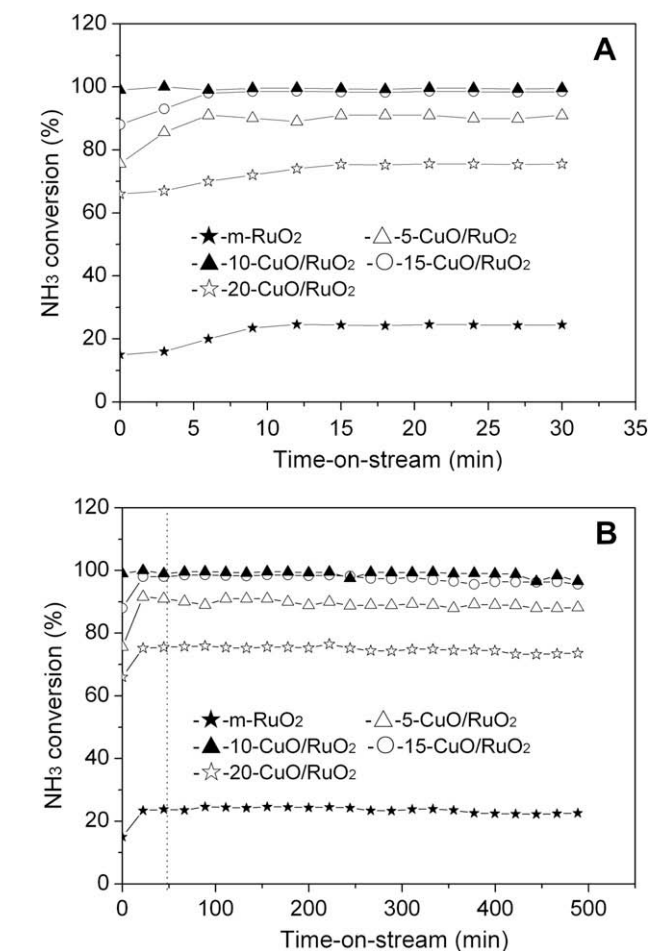 A
120
100
80
60
40
20
0
NH₃ conversion (%)
-★-m-RuO₂ -△-5-CuO/RuO₂
-▲-10-CuO/RuO₂ -○-15-CuO/RuO₂
-☆-20-CuO/RuO₂
0 5 10 15 20 25 30 35
Time-on-stream (min)
B
120
100
80
60
40
20
0
NH₃ conversion (%)
-★-m-RuO₂ -△-5-CuO/RuO₂
-▲-10-CuO/RuO₂ -○-15-CuO/RuO₂
-☆-20-CuO/RuO₂
0 100 200 300 400 500
Time-on-stream (min)